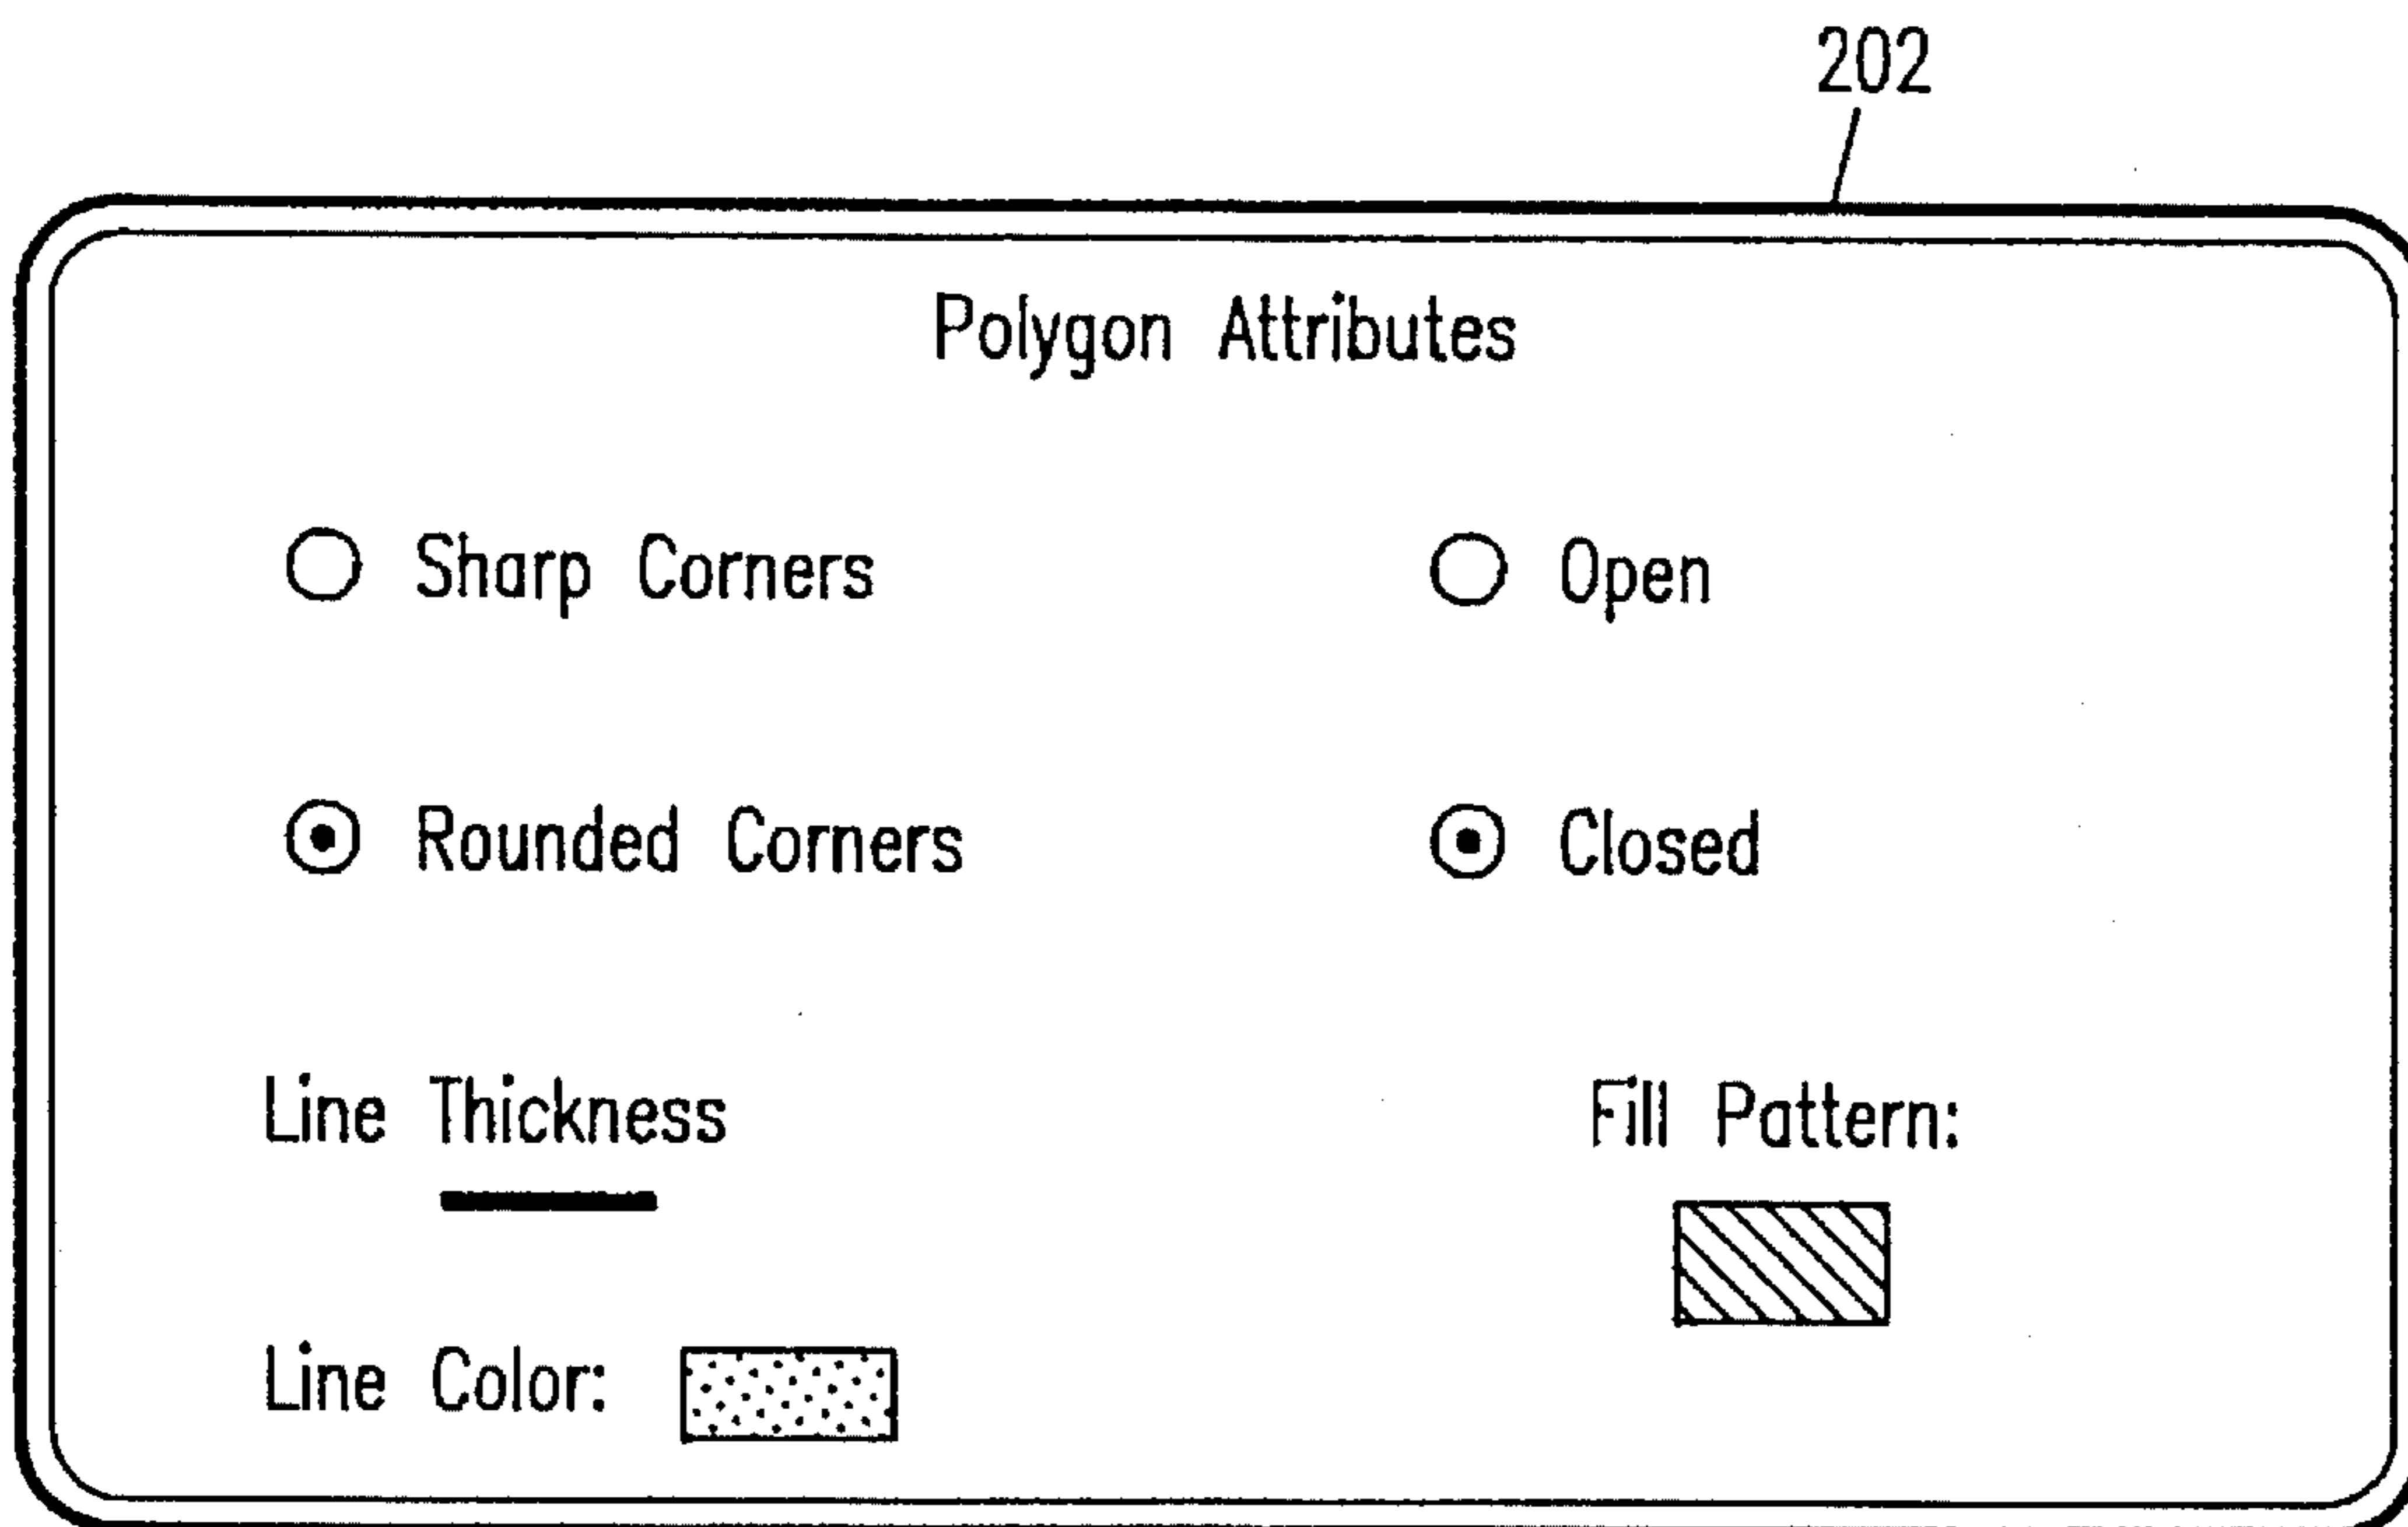 202
Polygon Attributes
Sharp Corners
Open
Rounded Corners
Closed
Line Thickness
Fill Pattern:
Line Color: